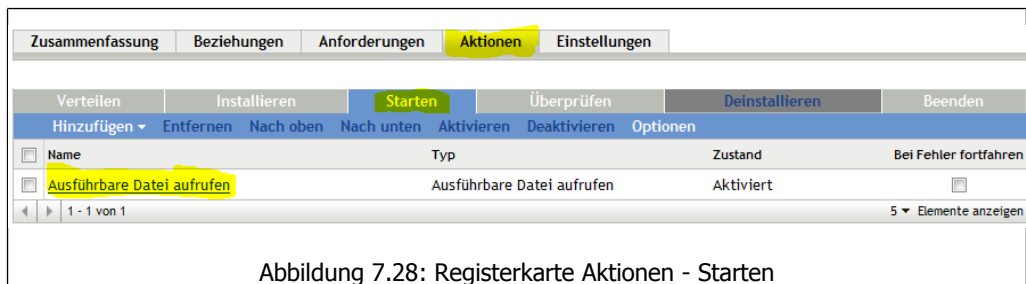 Zusammenfassung Beziehungen Anforderungen Aktionen Einstellungen
Verteilen Installieren Starten Überprüfen Deinstallieren Beenden
Hinzufügen Entfernen Nach oben Nach unten Aktivieren Deaktivieren Optionen
Name Typ Zustand Bei Fehler fortfahren
Ausführbare Datei aufrufen Ausführbare Datei aufrufen Aktiviert
1 - 1 von 1 5 Elemente anzeigen
Abbildung 7.28: Registerkarte Aktionen - Starten